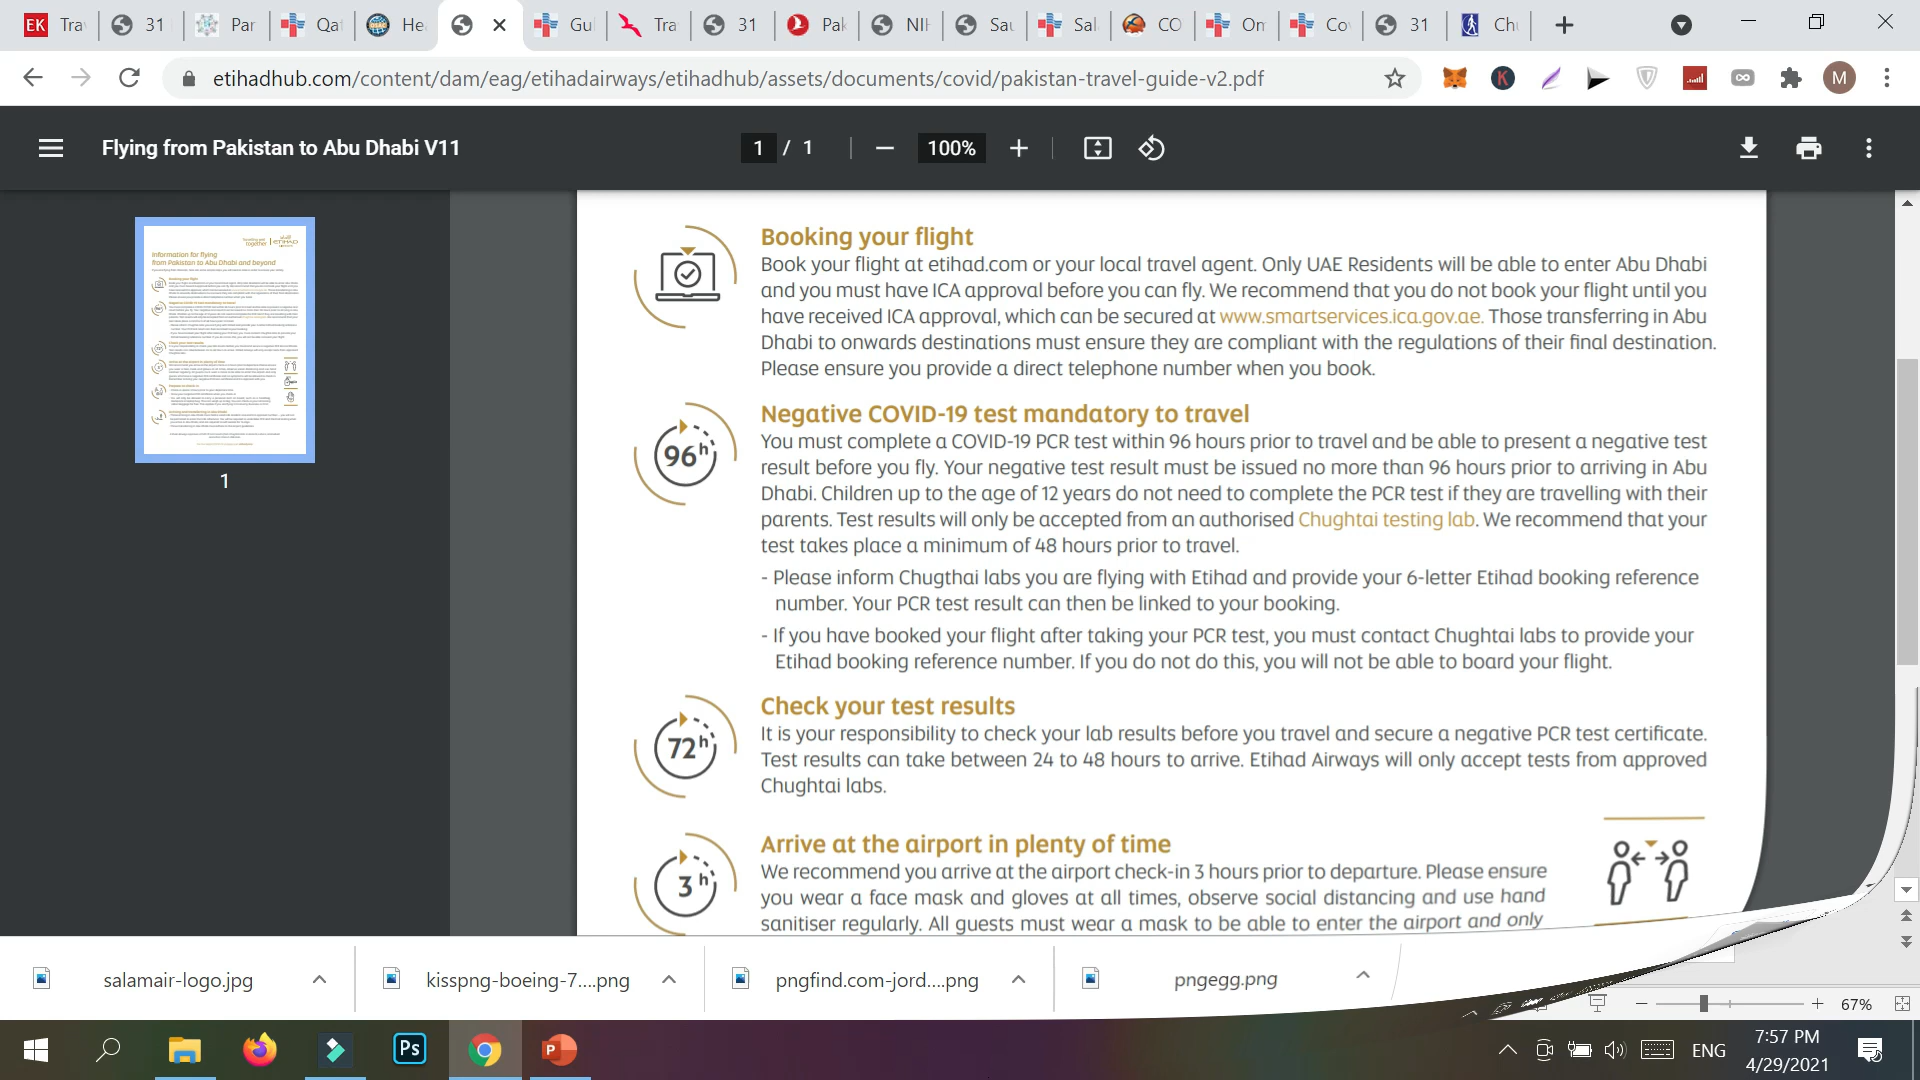 EK Tra
31
Par
Qa
He
Gu
Tra
31
Pak
NIH
Sau
Sal
CO
Om
Co
31
Chu
etihadhub.com/content/dam/eag/etihadairways/etihadhub/assets/documents/covid/pakistan-travel-guide-v2.pdf
K
M
Flying from Pakistan to Abu Dhabi V11
1 / 1
100%
ETIHAD
Information for flying
from Pakistan to Abu Dhabi and beyond
1
Booking your flight
Book your flight at etihad.com or your local travel agent. Only UAE Residents will be able to enter Abu Dhabi
and you must have ICA approval before you can fly. We recommend that you do not book your flight until you
have received ICA approval, which can be secured at www.smartservices.ica.gov.ae. Those transferring in Abu
Dhabi to onwards destinations must ensure they are compliant with the regulations of their final destination.
Please ensure you provide a direct telephone number when you book.
96h
Negative COVID-19 test mandatory to travel
You must complete a COVID-19 PCR test within 96 hours prior to travel and be able to present a negative test
result before you fly. Your negative test result must be issued no more than 96 hours prior to arriving in Abu
Dhabi. Children up to the age of 12 years do not need to complete the PCR test if they are travelling with their
parents. Test results will only be accepted from an authorised Chughtai testing lab. We recommend that your
test takes place a minimum of 48 hours prior to travel.
- Please inform Chugthai labs you are flying with Etihad and provide your 6-letter Etihad booking reference
number. Your PCR test result can then be linked to your booking.
- If you have booked your flight after taking your PCR test, you must contact Chughtai labs to provide your
Etihad booking reference number. If you do not do this, you will not be able to board your flight.
72h
Check your test results
It is your responsibility to check your lab results before you travel and secure a negative PCR test certificate.
Test results can take between 24 to 48 hours to arrive. Etihad Airways will only accept tests from approved
Chughtai labs.
3h
Arrive at the airport in plenty of time
We recommend you arrive at the airport check-in 3 hours prior to departure. Please ensure
you wear a face mask and gloves at all times, observe social distancing and use hand
sanitiser regularly. All guests must wear a mask to be able to enter the airport and only
salamair-logo.jpg
kisspng-boeing-7....png
pngfind.com-jord....png
pngegg.png
67%
Ps
P
ENG
7:57 PM
4/29/2021